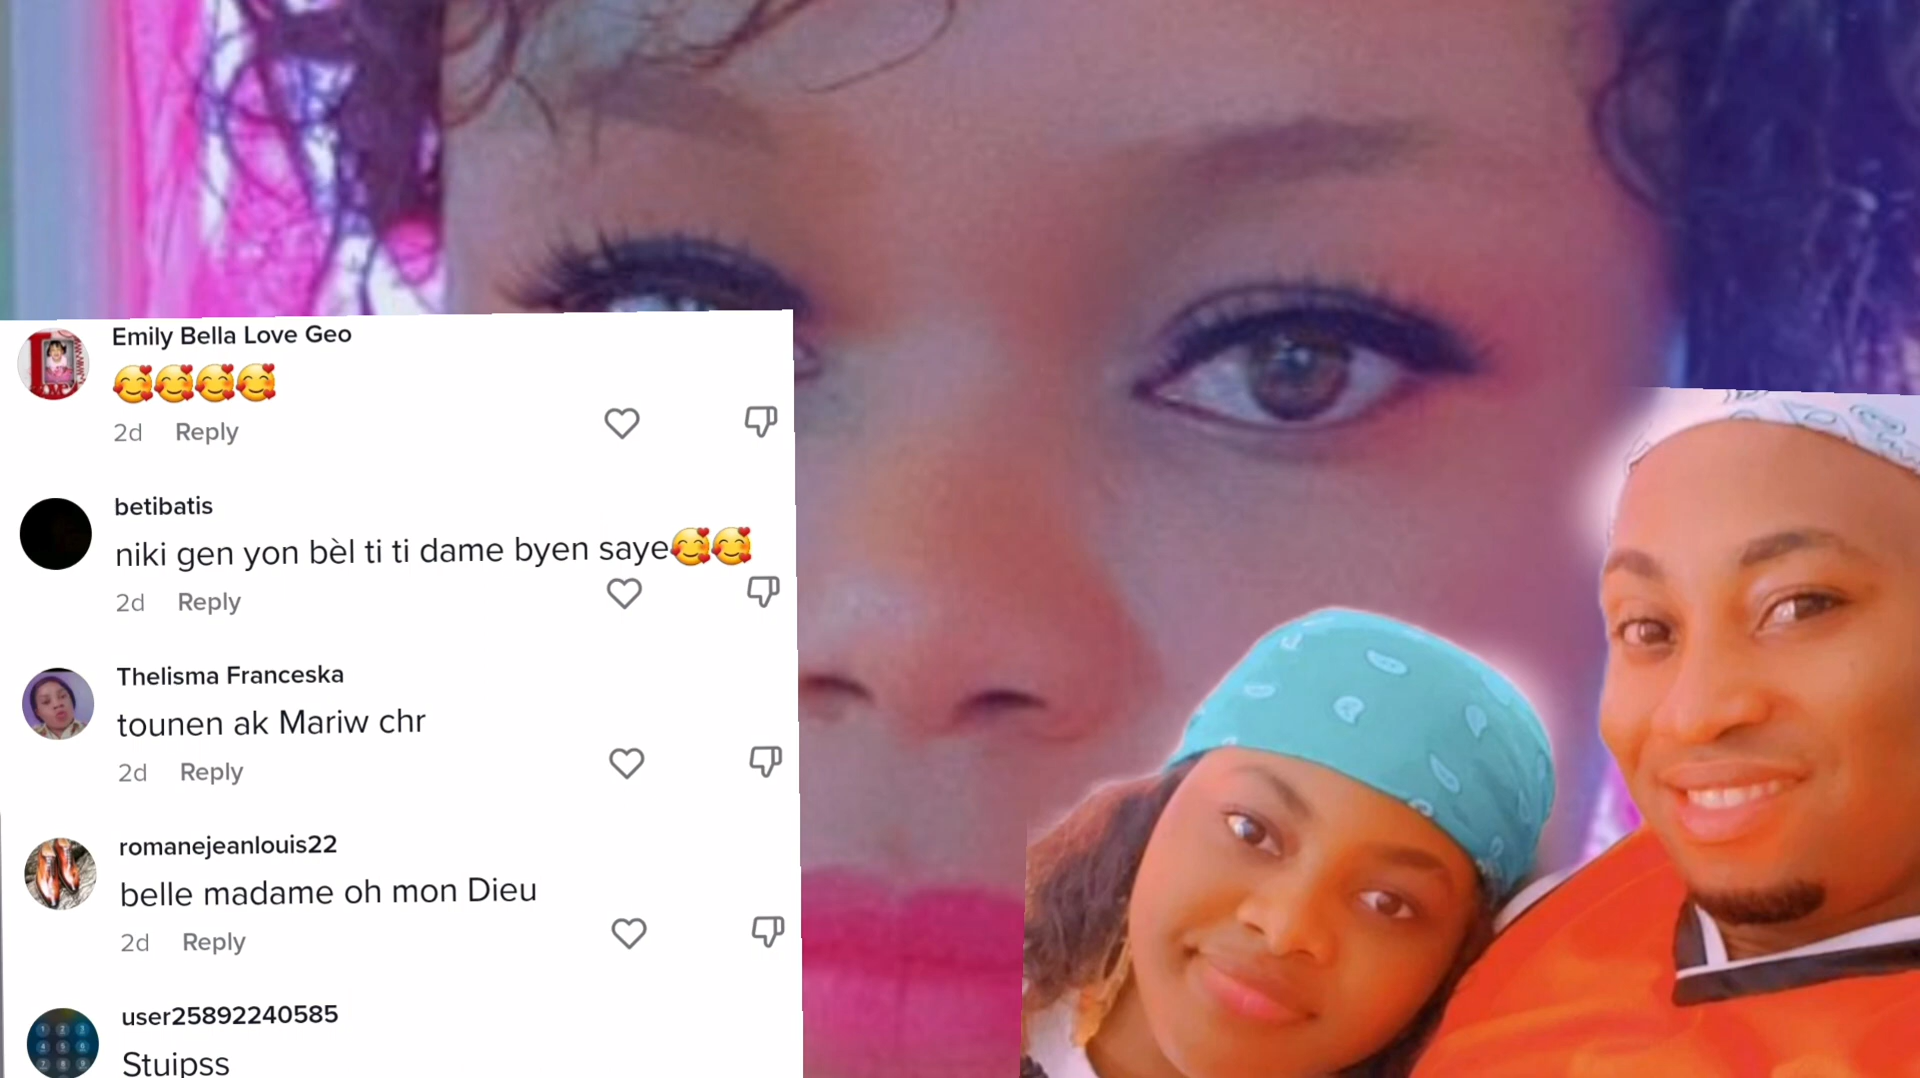 Emily Bella Love Geo
🥰🥰🥰🥰
2d Reply
betibatis
niki gen yon bèl ti ti dame byen saye🥰🥰
2d Reply
Thelisma Franceska
tounen ak Mariw chr
2d Reply
romanejeanlouis22
belle madame oh mon Dieu
2d Reply
user25892240585
Stuipss